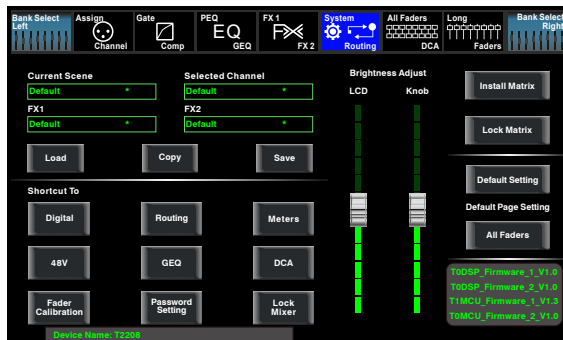 Bank Select
Left
Assign
Channel
Gate
Comp
PEQ
EQ
GEQ
FX 1
FX 2
System
Routing
All Faders
DCA
Long
Faders
Bank Select
Right
Current Scene
Selected Channel
Default *
Default *
FX1
FX2
Default *
Default *
Load
Copy
Save
Shortcut To
Digital
Routing
Meters
48V
GEQ
DCA
Fader
Calibration
Password
Setting
Lock
Mixer
Brightness Adjust
LCD
Knob
Install Matrix
Lock Matrix
Default Setting
Default Page Setting
All Faders
T0DSP_Firmware_1_V1.0
T0DSP_Firmware_2_V1.0
T1MCU_Firmware_1_V1.3
T0MCU_Firmware_2_V1.0
Device Name: T2208